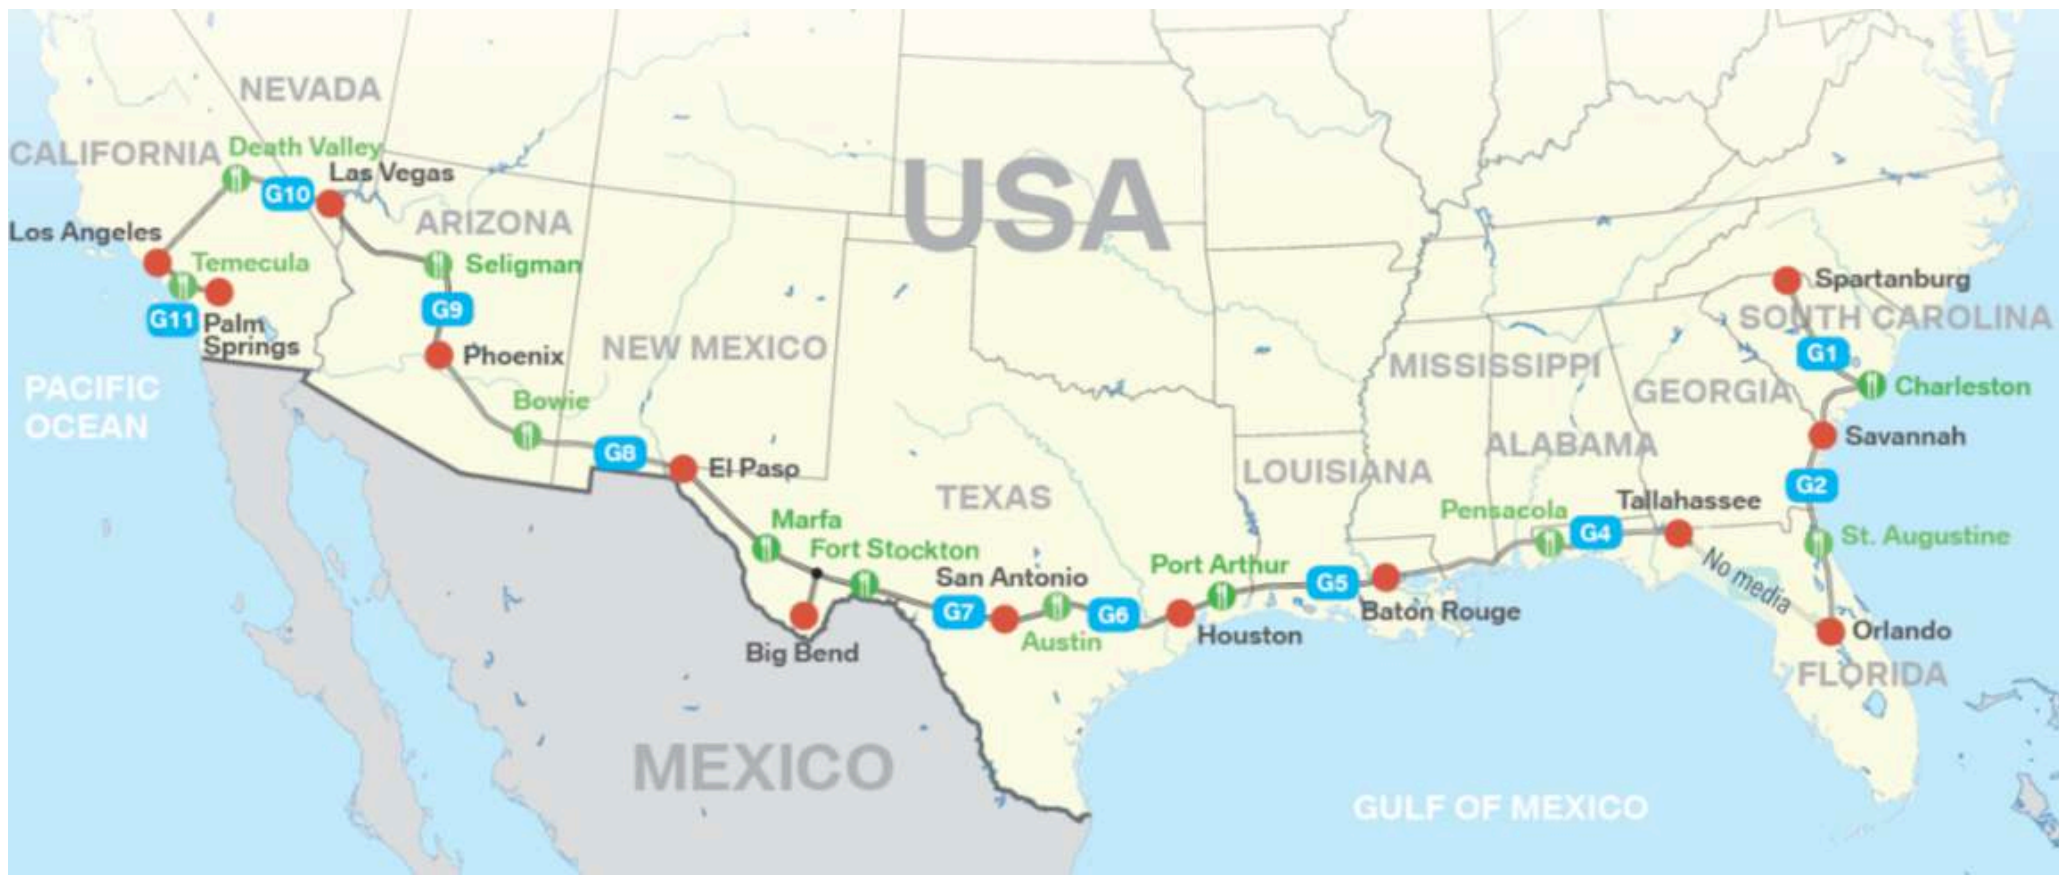 NEVADA
CALIFORNIA
Death Valley
Las Vegas
G10
USA
ARIZONA
Los Angeles
Temecula
Seligman
G9
G11
Palm
Springs
Phoenix
NEW MEXICO
Spartanburg
SOUTH CAROLINA
G1
MISSISSIPPI
GEORGIA
Charleston
PACIFIC
OCEAN
Bowie
G8
El Paso
Savannah
ALABAMA
LOUISIANA
TEXAS
G2
Tallahassee
Pensacola
G4
Marfa
Fort Stockton
St. Augustine
San Antonio
Port Arthur
No media
G7
G6
G5
Baton Rouge
Austin
Houston
Orlando
Big Bend
FLORIDA
MEXICO
GULF OF MEXICO